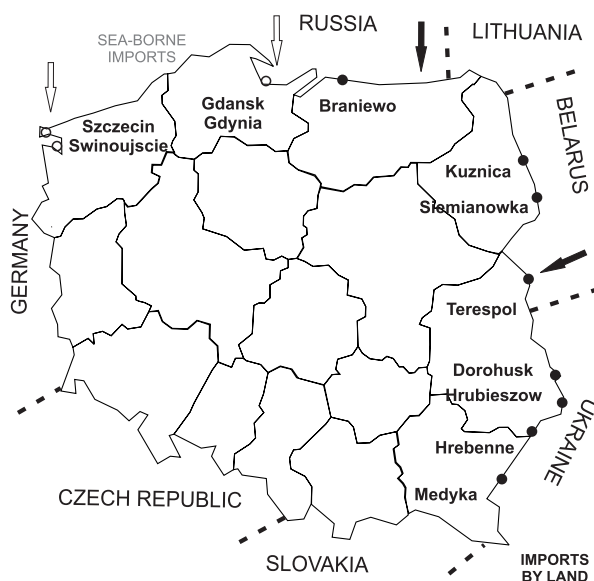 RUSSIA
LITHUANIA
SEA-BORNE
IMPORTS
BELARUS
Gdansk
Gdynia
Braniewo
Szczecin
Swinoujscie
Kuznica
Siemianowka
GERMANY
Terespol
Dorohusk
Hrubieszow
UKRAINE
Hrebenne
Medyka
CZECH REPUBLIC
SLOVAKIA
IMPORTS
BY LAND